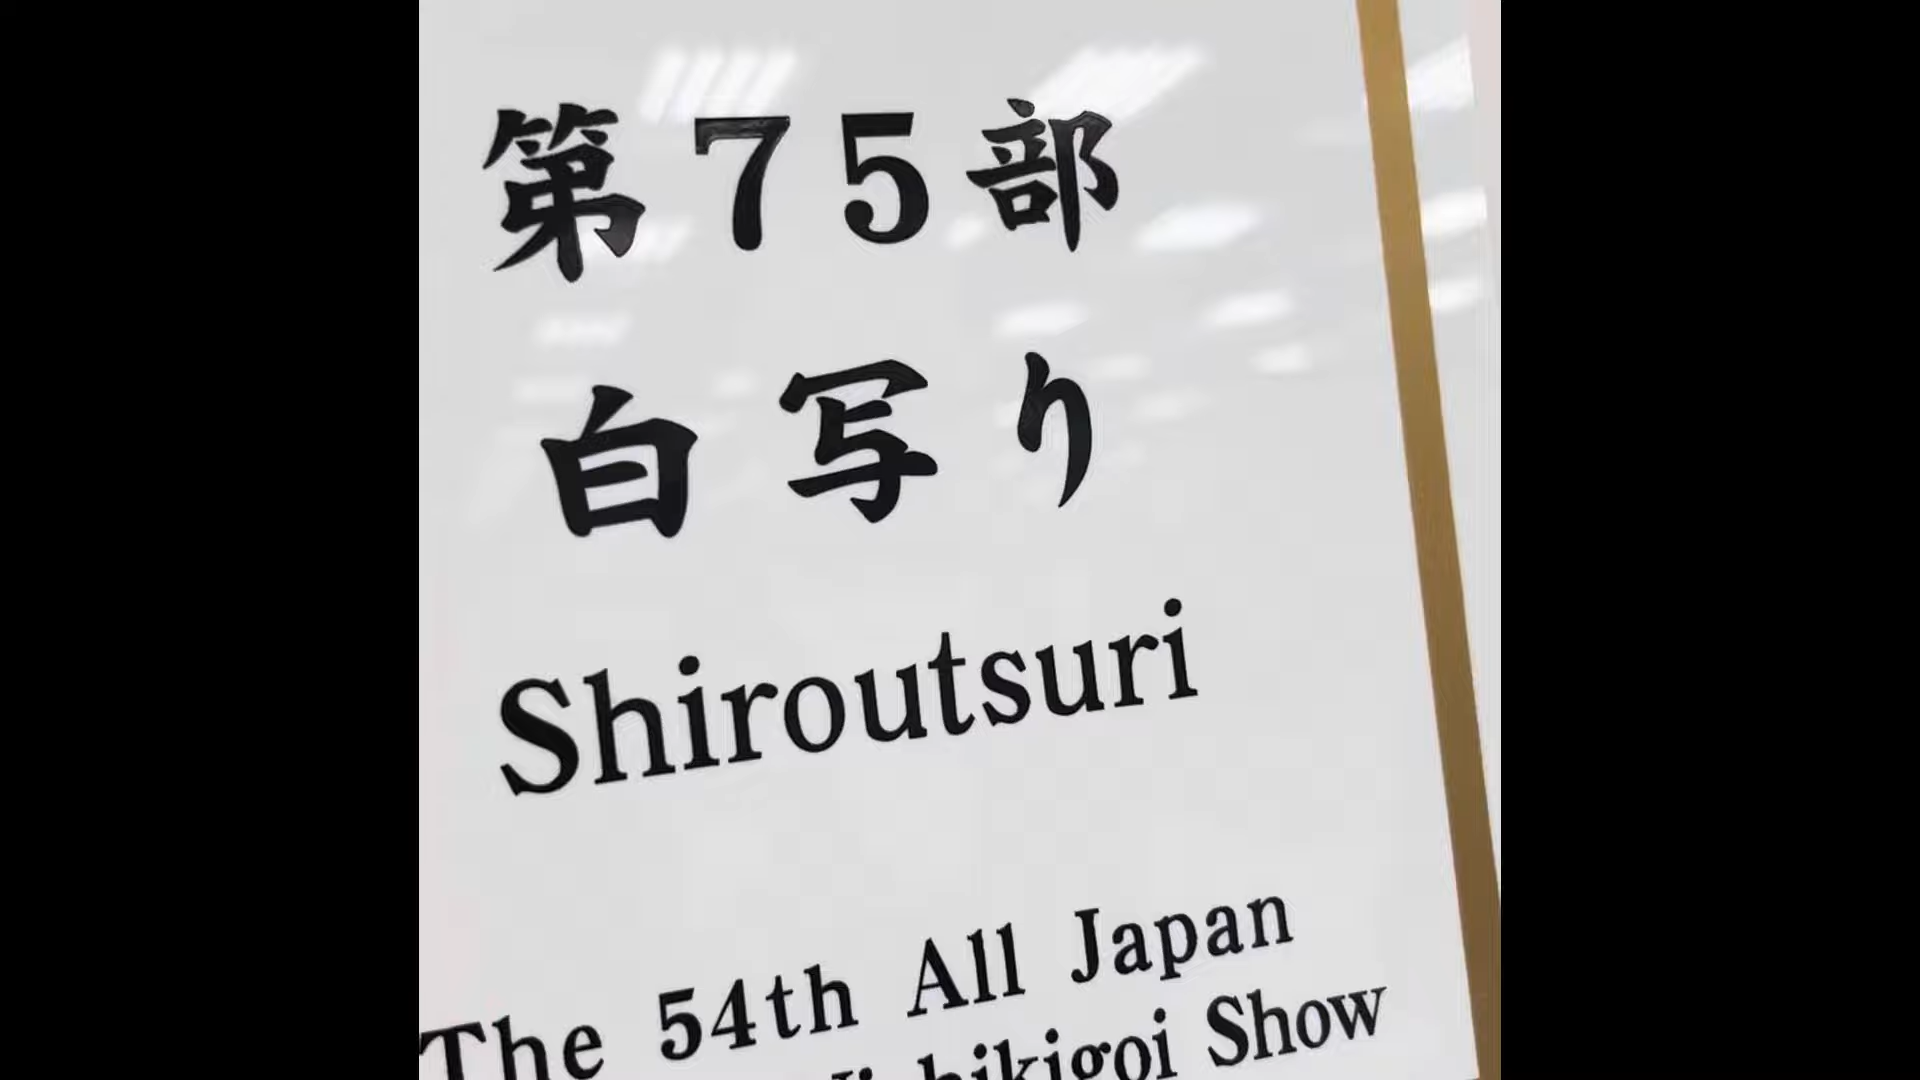 第75部
白写り
Shiroutsuri
The 54th All Japan
Show